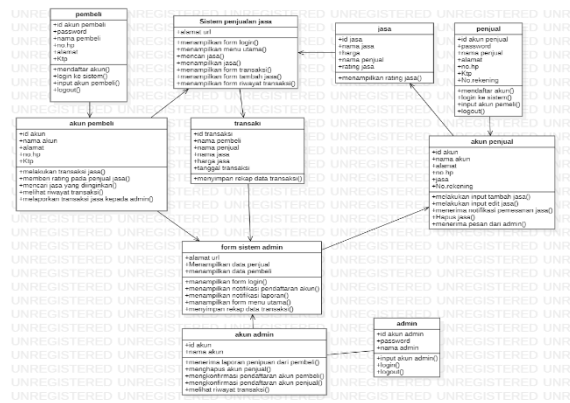 pembeli
+id akun pembeli
+password
+nama pembeli
+no.hp
+alamat
+Ktp
+mendaftar akun()
+login ke sistem()
+input akun pembeli()
+logout()
Sistem penjualan jasa
+alamat url
+menampilkan form login()
+menampilkan menu utama()
+mencari jasa()
+menampilkan jasa()
+menampilkan form transaksi()
+menampilkan form tambah jasa()
+menampilkan form riwayat transaksi()
jasa
+id jasa
+nama jasa
+harga
+nama penjual
+rating jasa
+menampilkan rating jasa()
penjual
+id akun penjual
+password
+nama penjual
+alamat
+no.hp
+Ktp
+No.rekening
+mendaftar akun()
+login ke sistem()
+input akun pemeli()
+logout()
akun pembeli
+id akun
+nama akun
+alamat
+no.hp
+Ktp
+melakukan transaksi jasa()
+memberi rating pada penjual jasa()
+mencari jasa yang diinginkan()
+melihat riwayat transaksi()
+melaporkan transaksi jasa kepada admin()
transaki
+id transaksi
+nama pembeli
+nama penjual
+nama jasa
+harga jasa
+tanggal transaksi
+menyimpan rekap data transaksi()
akun penjual
+id akun
+nama akun
+alamat
+no.hp
+jasa
+No.rekening
+melakukan input tambah jasa()
+melakukan input edit jasa()
+menerima notifikasi pemesanan jasa()
+Hapus jasa()
+menerima pesan dari admin()
form sistem admin
+alamat url
+Menampilkan data penjual
+menampilkan data pembeli
+manampilkan form login()
+menampilkan notifikasi pendaftaran akun()
+menampilkan notifikasi laporan()
+menampilkan form menu utama()
+menyimpan rekap data transaksi()
akun admin
+id akun
+nama akun
+menerima laporan penipuan dari pembeli()
+menghapus akun penjual()
+mengkonfirmasi pendaftaran akun pembeli()
+mengkonfirmasi pendaftaran akun penjual()
+melihat riwayat transaksi()
admin
+id akun admin
+password
+nama admin
+input akun admin()
+login()
+logout()